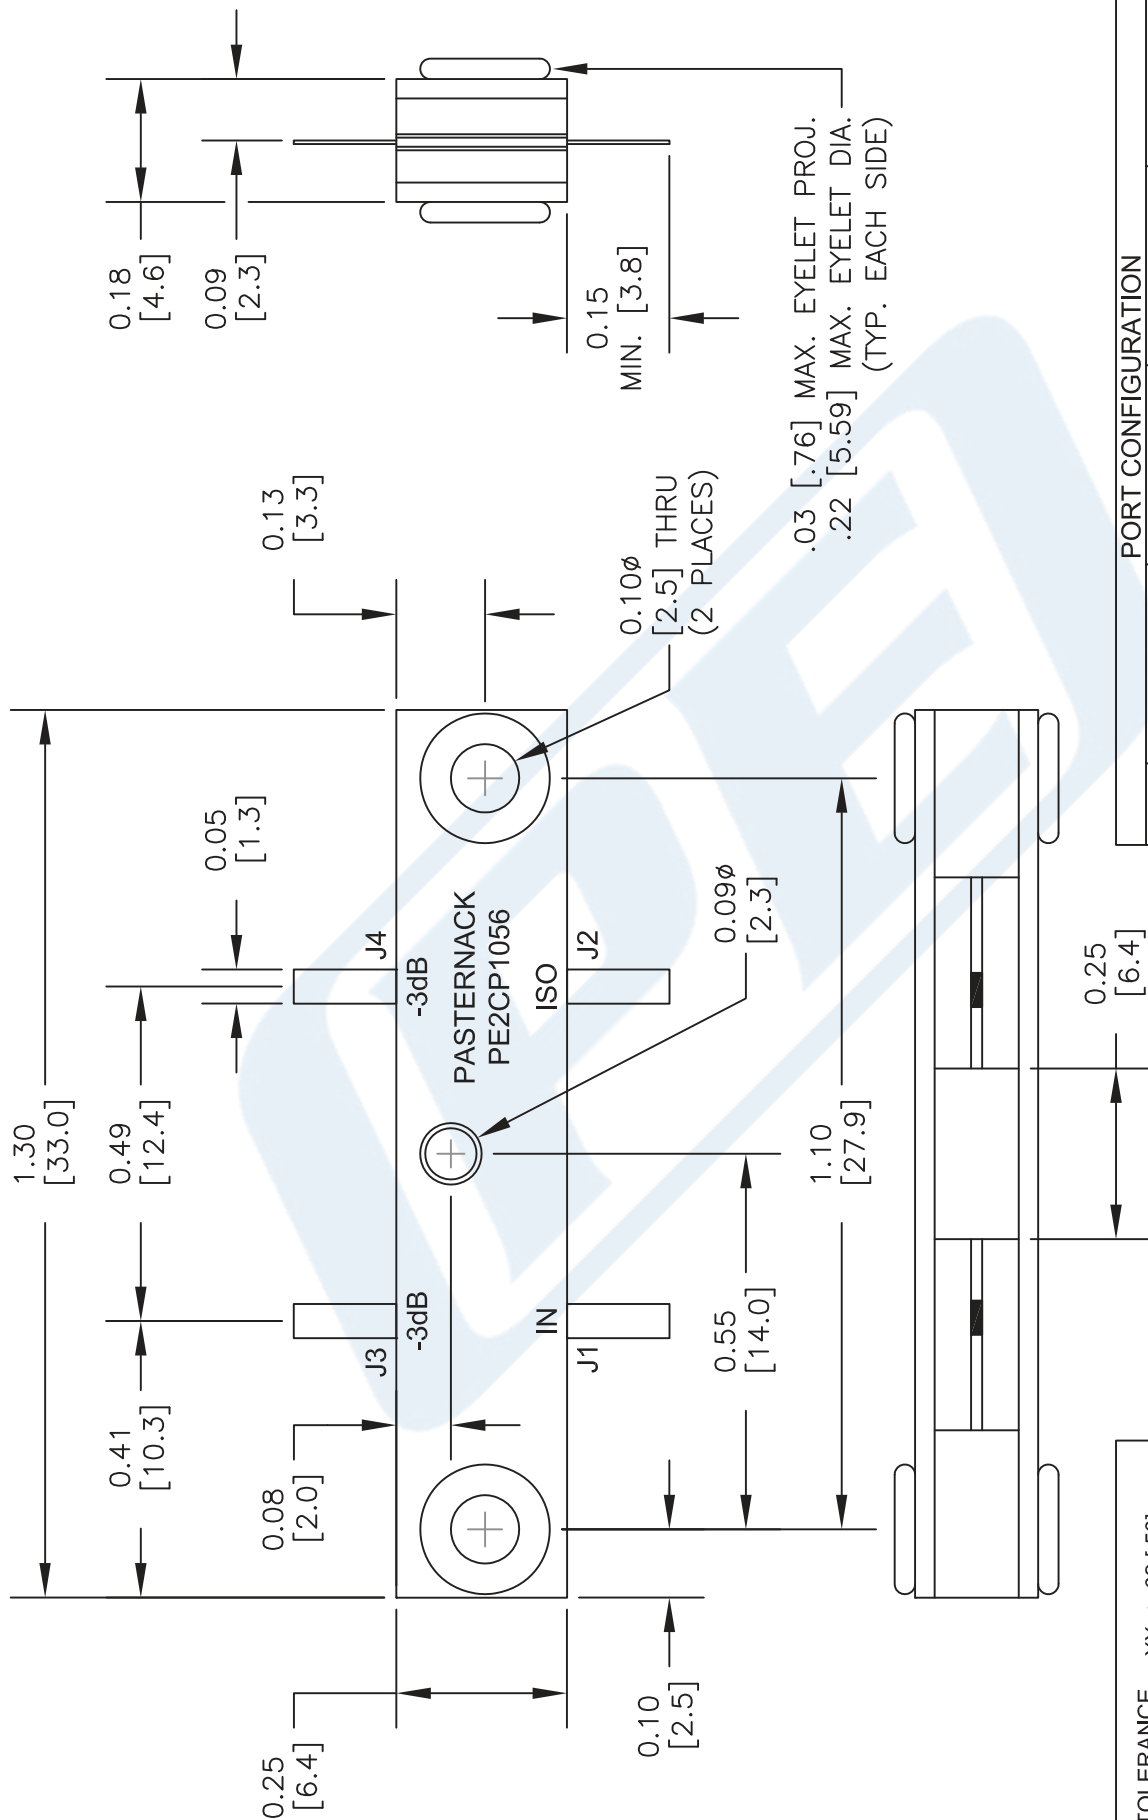 1.30
[33.0]
0.41
[10.3]
0.49
[12.4]
0.05
[1.3]
0.18
[4.6]
0.09
[2.3]
0.25
[6.4]
0.08
[2.0]
0.13
[3.3]
J3
J4
-3dB
-3dB
PASTERNACK
PE2CP1056
IN
ISO
J1
J2
0.15
MIN. [3.8]
0.10
[2.5]
0.10ø
[2.5] THRU
(2 PLACES)
0.55
[14.0]
0.09ø
[2.3]
1.10
[27.9]
.03 [.76] MAX. EYELET PROJ.
.22 [5.59] MAX. EYELET DIA.
(TYP. EACH SIDE)
0.25
[6.4]
TOLERANCE
PORT CONFIGURATION